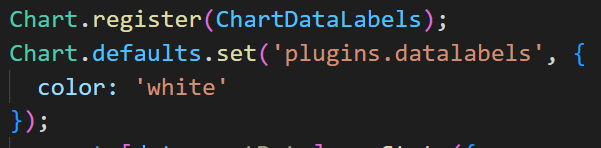 Chart.register(ChartDataLabels);
Chart.defaults.set('plugins.datalabels', {
  color: 'white'
});